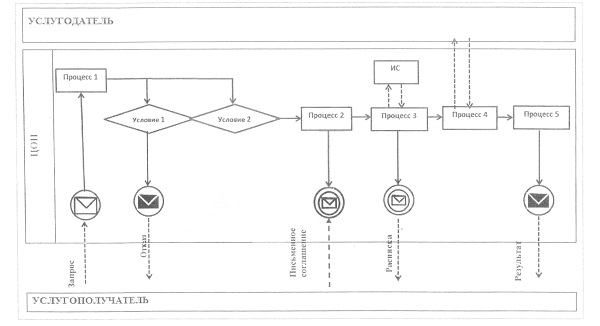 УСЛУГОДАТЕЛЬ
ЦОН
Процесс 1
Условие 1
Условие 2
Процесс 2
ИС
Процесс 3
Процесс 4
Процесс 5
Запрос
Отказ
Письменное
соглашение
Расписка
Результат
УСЛУГОПОЛУЧАТЕЛЬ